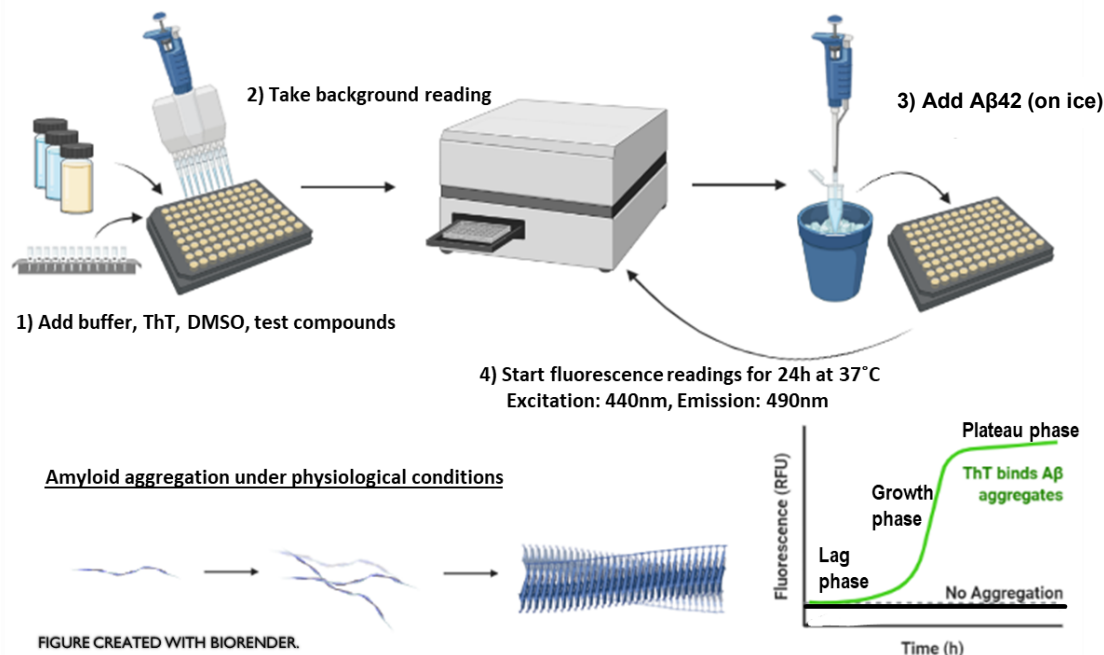 2) Take background reading
3) Add Aβ42 (on ice)
1) Add buffer, ThT, DMSO, test compounds
4) Start fluorescence readings for 24h at 37˚C
Excitation: 440nm, Emission: 490nm
Amyloid aggregation under physiological conditions
FIGURE CREATED WITH BIORENDER.
Fluorescence (RFU)
Plateau phase
ThT binds Aβ
aggregates
Growth
phase
Lag
phase
No Aggregation
Time (h)